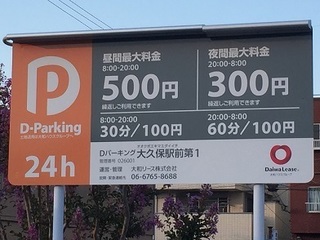 D-Parking
24h
昼間最大料金
8:00-20:00
500円
繰返しご利用できます
夜間最大料金
20:00-8:00
300円
繰返しご利用できます
8:00-20:00
30分/100円
20:00-8:00
60分/100円
Dパーキング 大久保駅前第1
管理番号
運営・管理 大和リース株式会社
06-6765-8688
Daiwa Lease